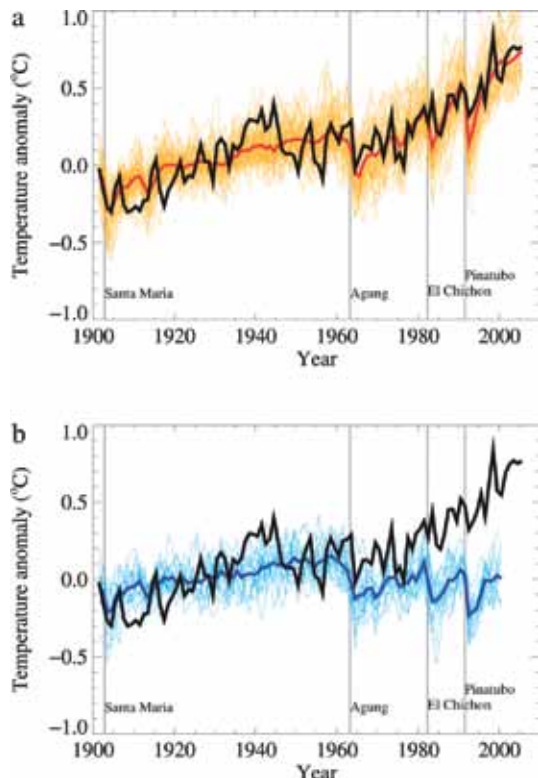 a
Temperature anomaly (°C)
1.0
0.5
0.0
−0.5
−1.0
Santa Maria
Agung
El Chichon
Pinatubo
1900 1920 1940 1960 1980 2000
Year
b
Temperature anomaly (°C)
1.0
0.5
0.0
−0.5
−1.0
Santa Maria
Agung
El Chichon
Pinatubo
1900 1920 1940 1960 1980 2000
Year